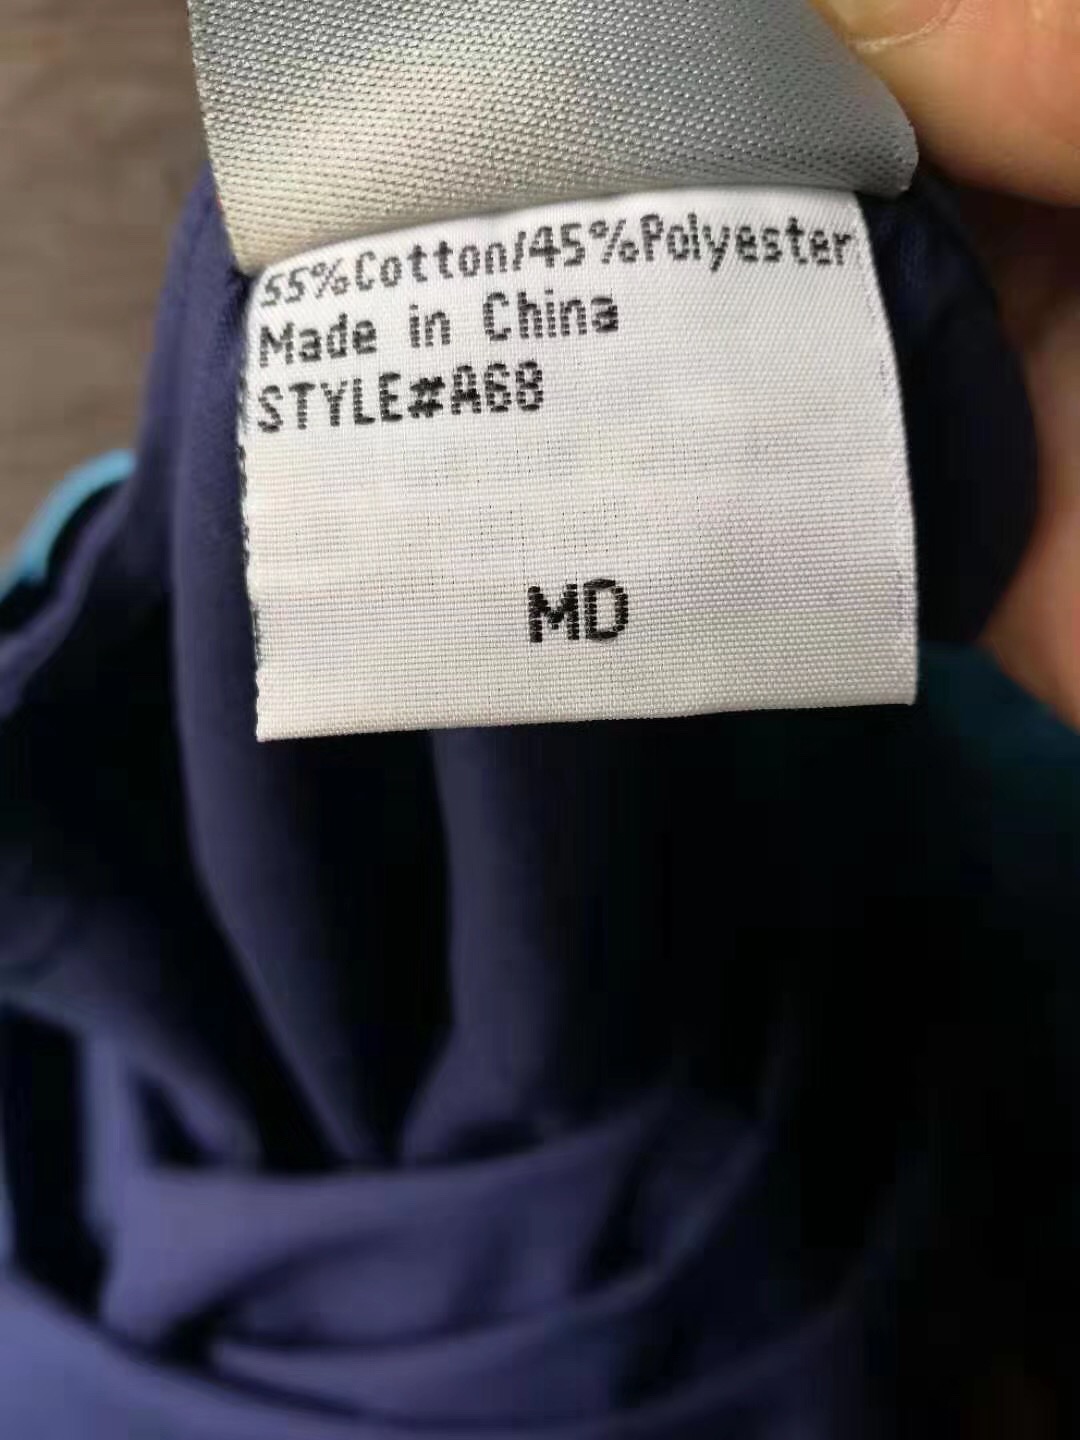 55%Cotton/45%Polyester
Made in China
STYLE#A68
MD